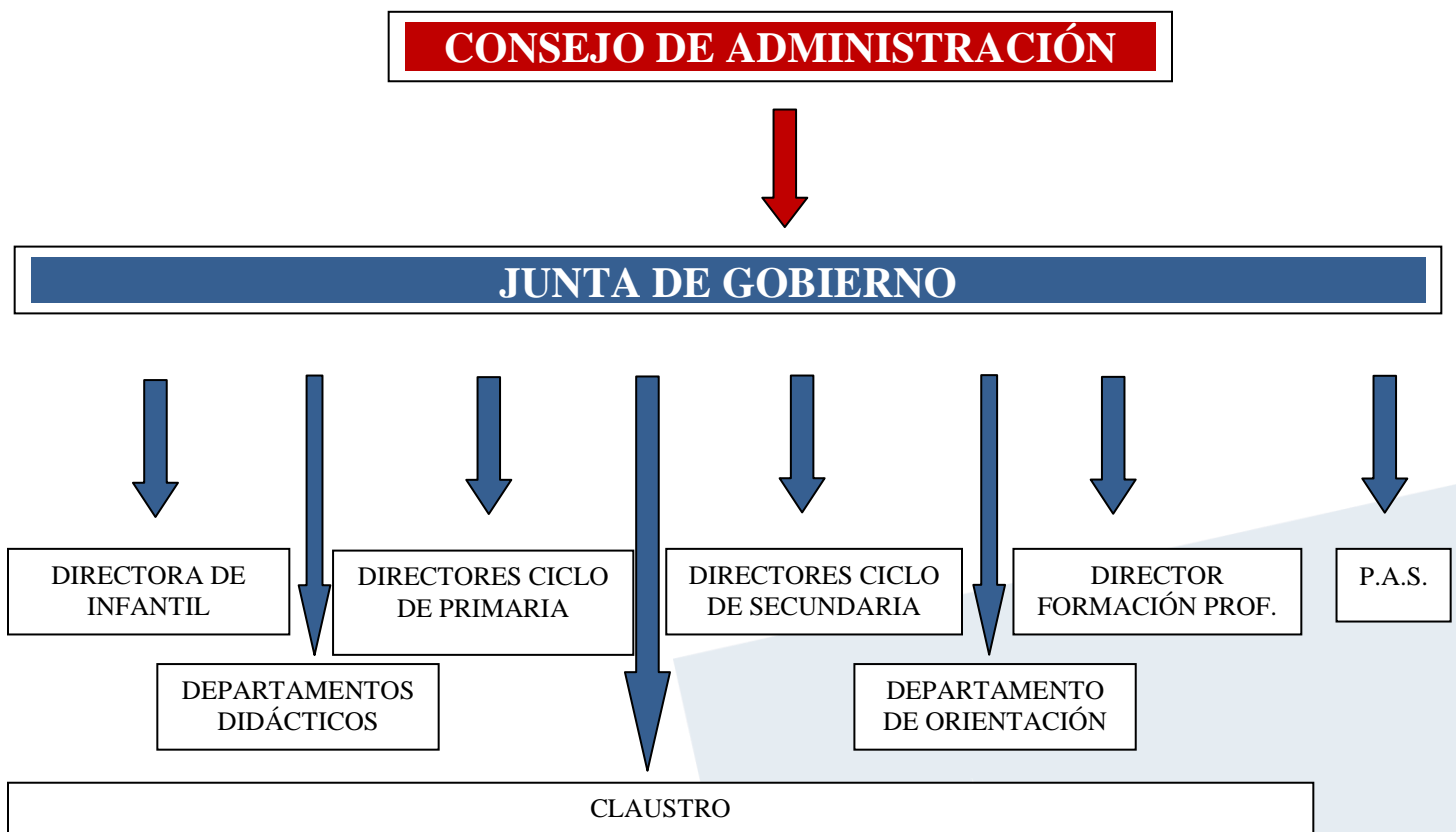 CONSEJO DE ADMINISTRACIÓN
JUNTA DE GOBIERNO
DIRECTORA DE
INFANTIL
DIRECTORES CICLO
DE PRIMARIA
DIRECTORES CICLO
DE SECUNDARIA
DIRECTOR
FORMACIÓN PROF.
P.A.S.
DEPARTAMENTOS
DIDÁCTICOS
DEPARTAMENTO
DE ORIENTACIÓN
CLAUSTRO